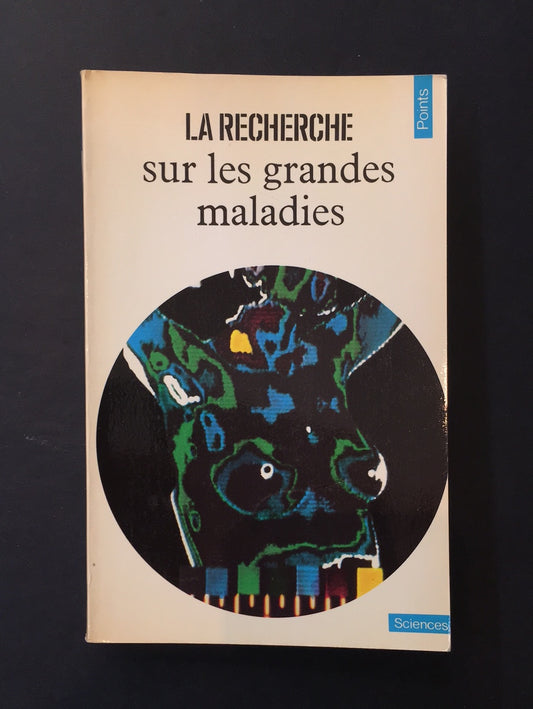 Points
LA RECHERCHE
sur les grandes
maladies
Sciences